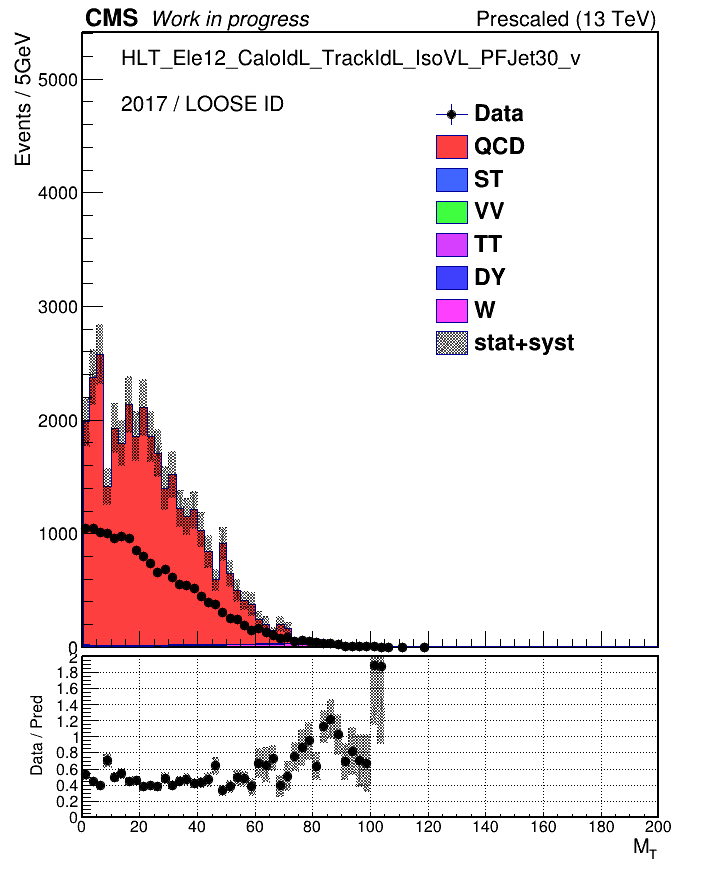 CMS Work in progress Prescaled (13 TeV)
Events / 5GeV
HLT_Ele12_CaloIdL_TrackIdL_IsoVL_PFJet30_v
2017 / LOOSE ID
Data
QCD
ST
VV
TT
DY
W
stat+syst
5000
4000
3000
2000
1000
0
Data / Pred
2
1.8
1.6
1.4
1.2
1
0.8
0.6
0.4
0.2
0
0 20 40 60 80 100 120 140 160 180 200
M_T